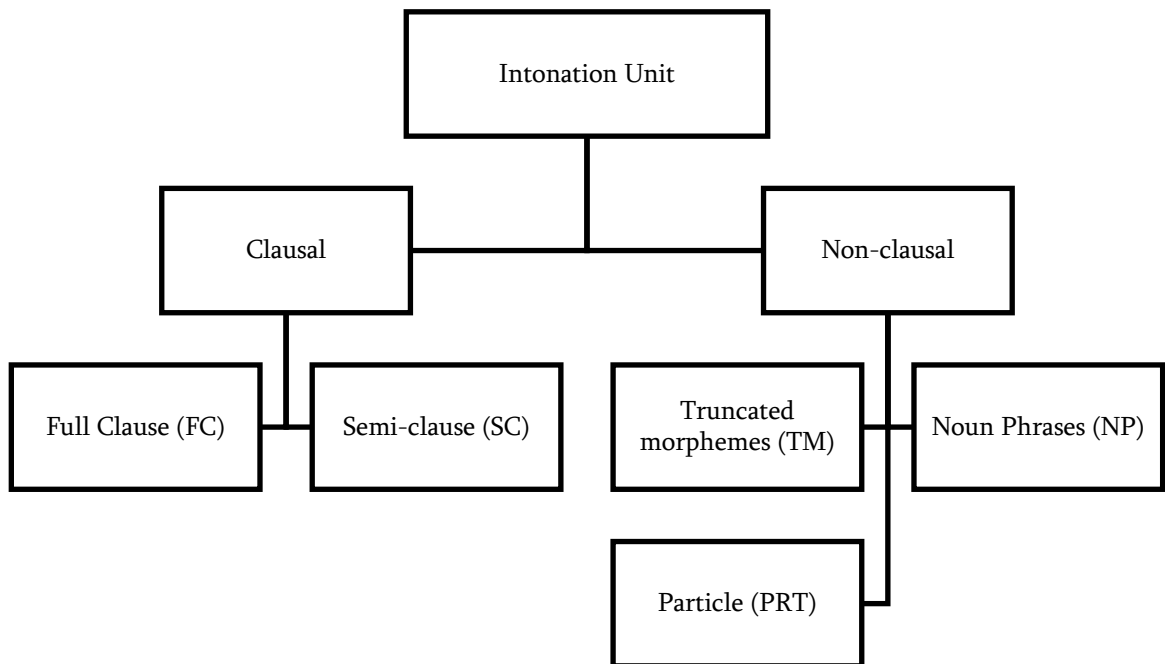 Intonation Unit
Clausal
Non-clausal
Full Clause (FC)
Semi-clause (SC)
Truncated
morphemes (TM)
Noun Phrases (NP)
Particle (PRT)